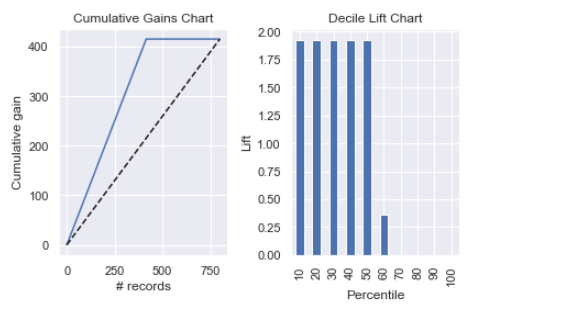 Cumulative Gains Chart
Cumulative gain
400
300
200
100
0
0 250 500 750
# records
Decile Lift Chart
Lift
2.00
1.75
1.50
1.25
1.00
0.75
0.50
0.25
0.00
10 20 30 40 50 60 70 80 90 100
Percentile